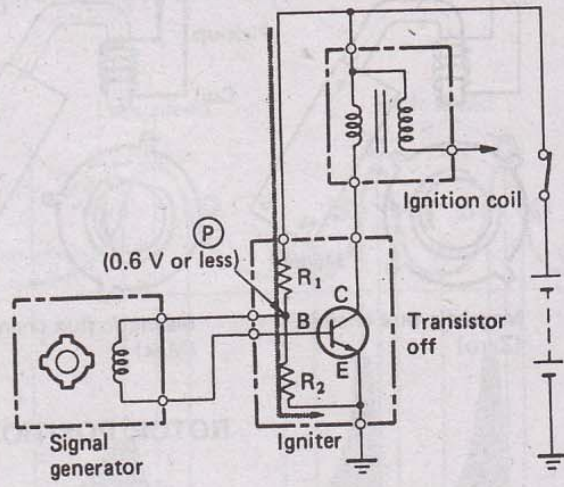 Ignition coil
P
(0.6 V or less)
R1
C
B
Transistor
off
E
R2
Signal
generator
Igniter